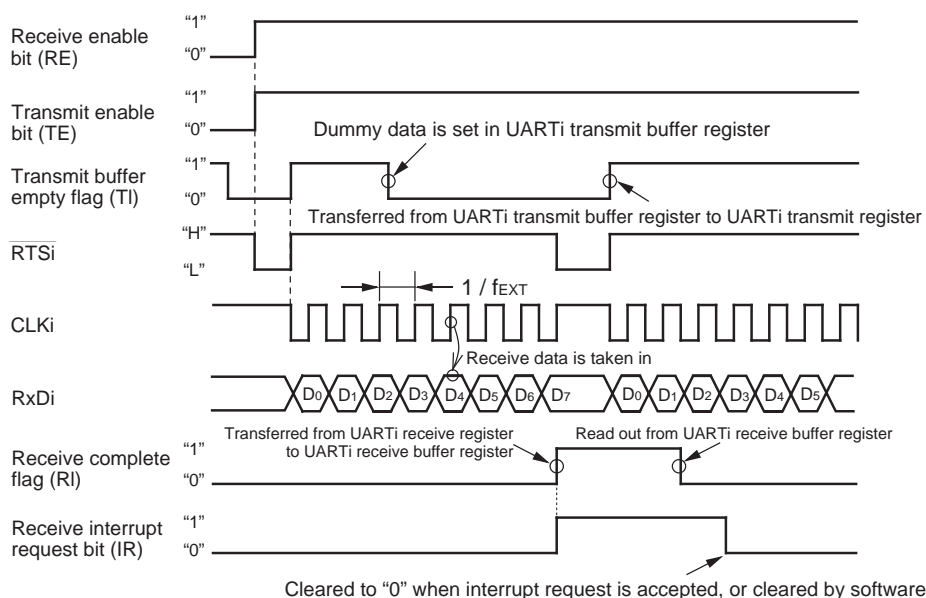 Receive enable
bit (RE)
“1”
“0”
Transmit enable
bit (TE)
“1”
“0”
Dummy data is set in UARTi transmit buffer register
Transmit buffer
empty flag (Tl)
“1”
“0”
Transferred from UARTi transmit buffer register to UARTi transmit register
RTSi
“H”
“L”
1 / fEXT
CLKi
Receive data is taken in
RxDi
D0 D1 D2 D3 D4 D5 D6 D7 D0 D1 D2 D3 D4 D5
Transferred from UARTi receive register
to UARTi receive buffer register
Read out from UARTi receive buffer register
Receive complete
flag (Rl)
“1”
“0”
Receive interrupt
request bit (IR)
“1”
“0”
Cleared to “0” when interrupt request is accepted, or cleared by software